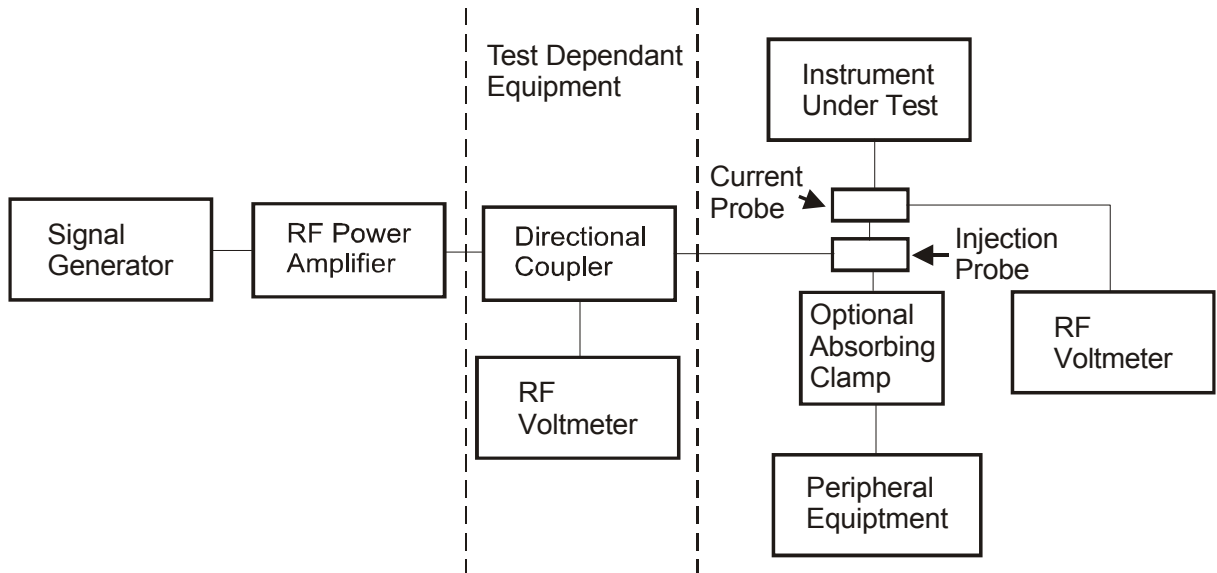 Test Dependant
Equipment
Instrument
Under Test
Current
Probe
Signal
Generator
RF Power
Amplifier
Directional
Coupler
Injection
Probe
Optional
Absorbing
Clamp
RF
Voltmeter
RF
Voltmeter
Peripheral
Equiptment